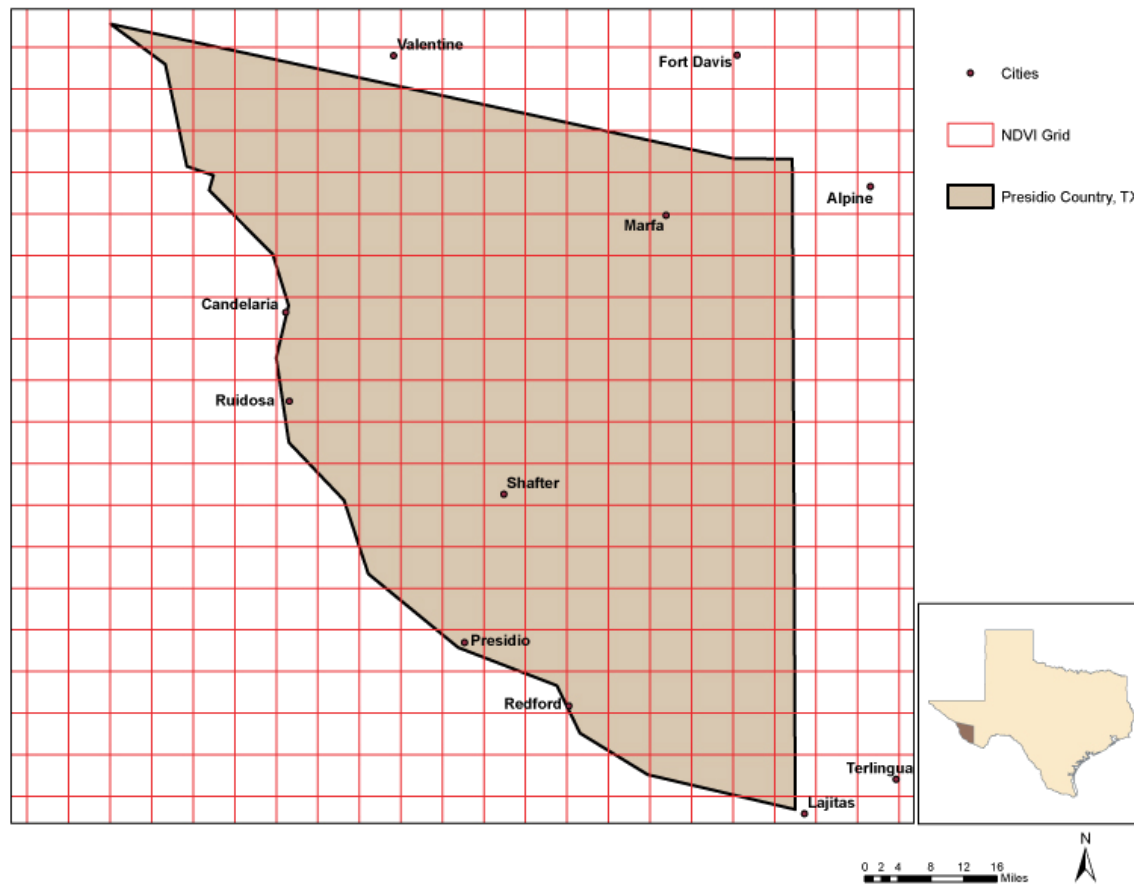 Valentine
Fort Davis
Cities
NDVI Grid
Presidio Country, TX
Alpine
Marfa
Candelaria
Ruidosa
Shafter
Presidio
Redford
Terlingua
Lajitas
N
0 2 4 8 12 16
Miles